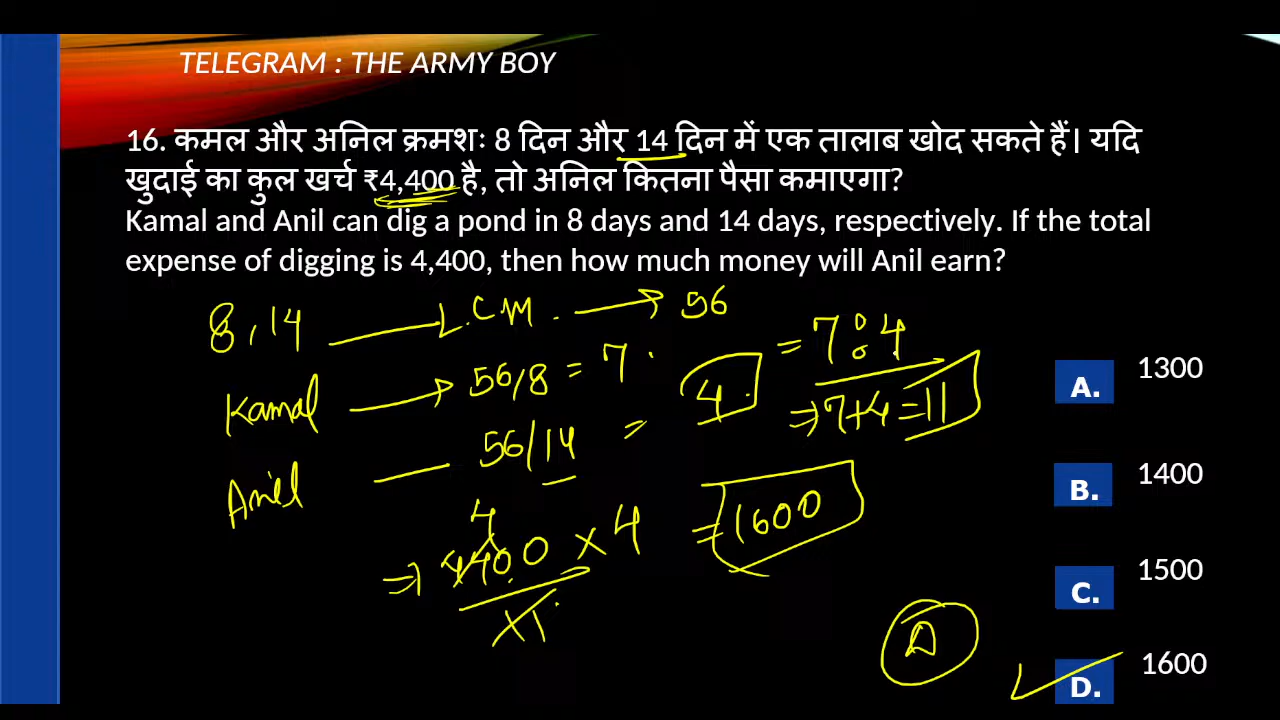 TELEGRAM : THE ARMY BOY
16. कमल और अनिल क्रमशः 8 दिन और 14 दिन में एक तालाब खोद सकते हैं। यदि
खुदाई का कुल खर्च ₹4,400 है, तो अनिल कितना पैसा कमाएगा?
Kamal and Anil can dig a pond in 8 days and 14 days, respectively. If the total
expense of digging is 4,400, then how much money will Anil earn?
8, 14 — L.C.M. → 56
Kamal → 56/8 = 7
Anil — 56/14 = 4
= 7:4
⇒ 7+4=11
⇒ 4400 × 4 = 1600
4
11
A. 1300
B. 1400
C. 1500
D. 1600
D